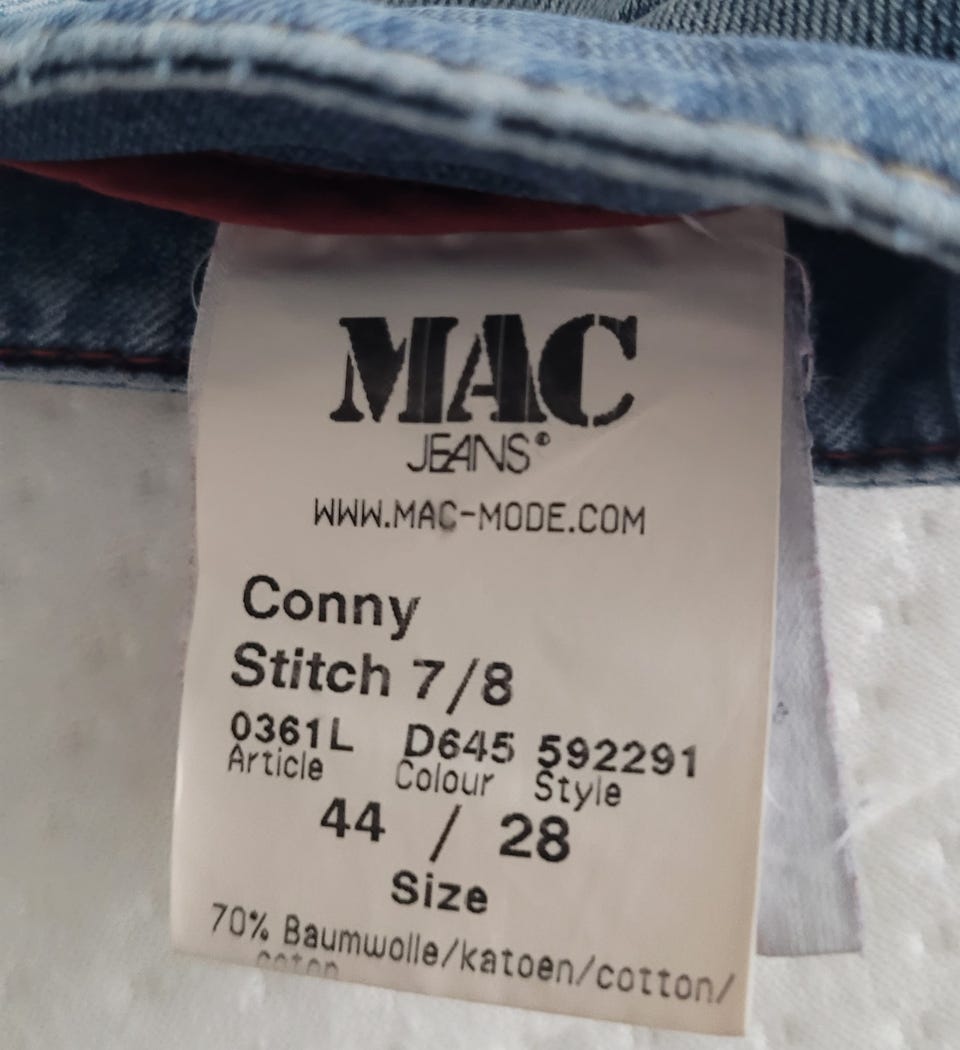 MAC
JEANS®
WWW.MAC-MODE.COM
Conny
Stitch 7/8
0361L D645 592291
Article Colour Style
44 / 28
Size
70% Baumwolle/katoen/cotton/
coton